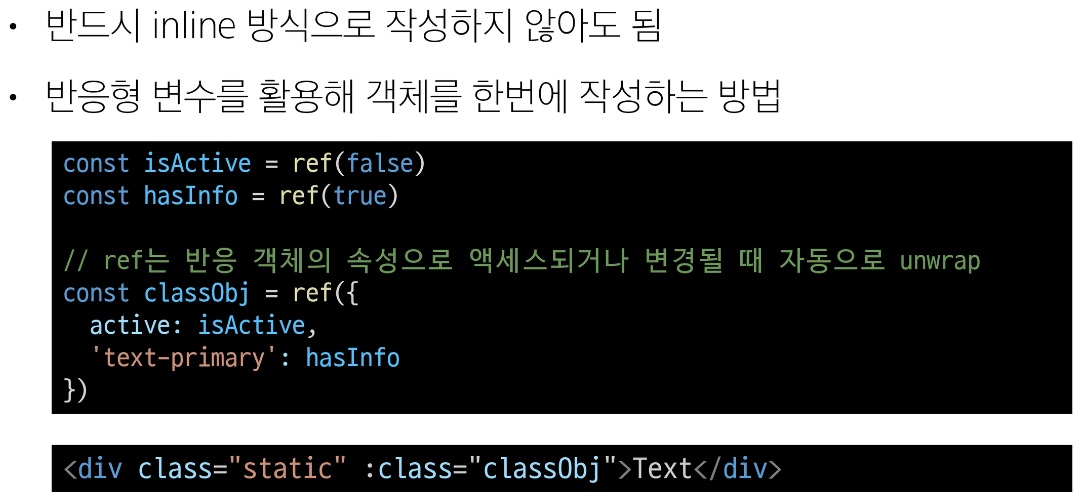 • 반드시 inline 방식으로 작성하지 않아도 됨
• 반응형 변수를 활용해 객체를 한번에 작성하는 방법
const isActive = ref(false)
const hasInfo = ref(true)
// ref는 반응 객체의 속성으로 액세스되거나 변경될 때 자동으로 unwrap
const classObj = ref({
  active: isActive,
  'text-primary': hasInfo
})
<div class="static" :class="classObj">Text</div>